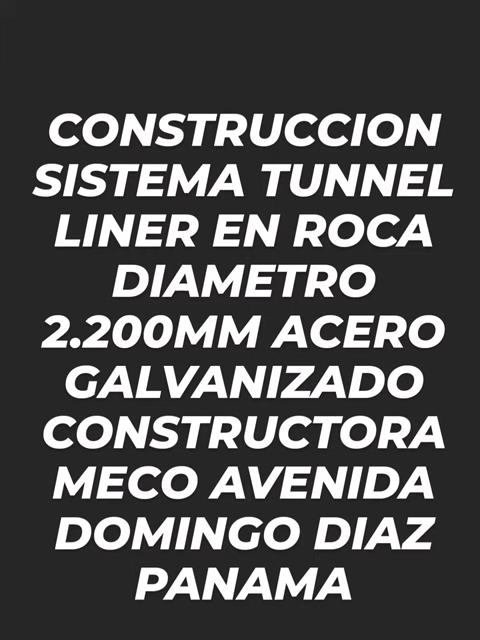 CONSTRUCCION
SISTEMA TUNNEL
LINER EN ROCA
DIAMETRO
2.200MM ACERO
GALVANIZADO
CONSTRUCTORA
MECO AVENIDA
DOMINGO DIAZ
PANAMA